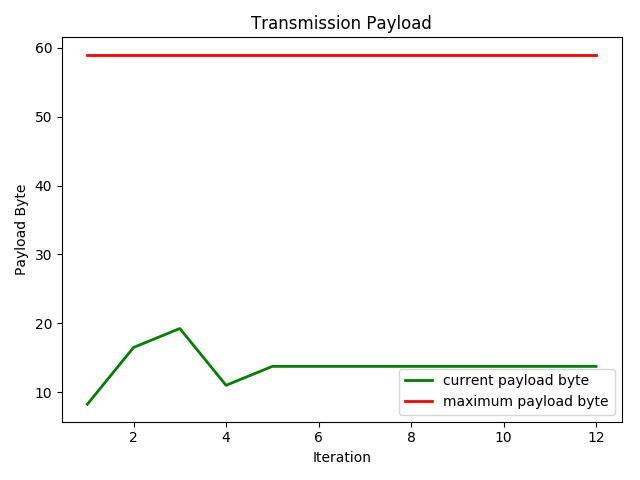 Transmission Payload
Payload Byte
60
50
40
30
20
10
2
4
6
8
10
12
Iteration
current payload byte
maximum payload byte